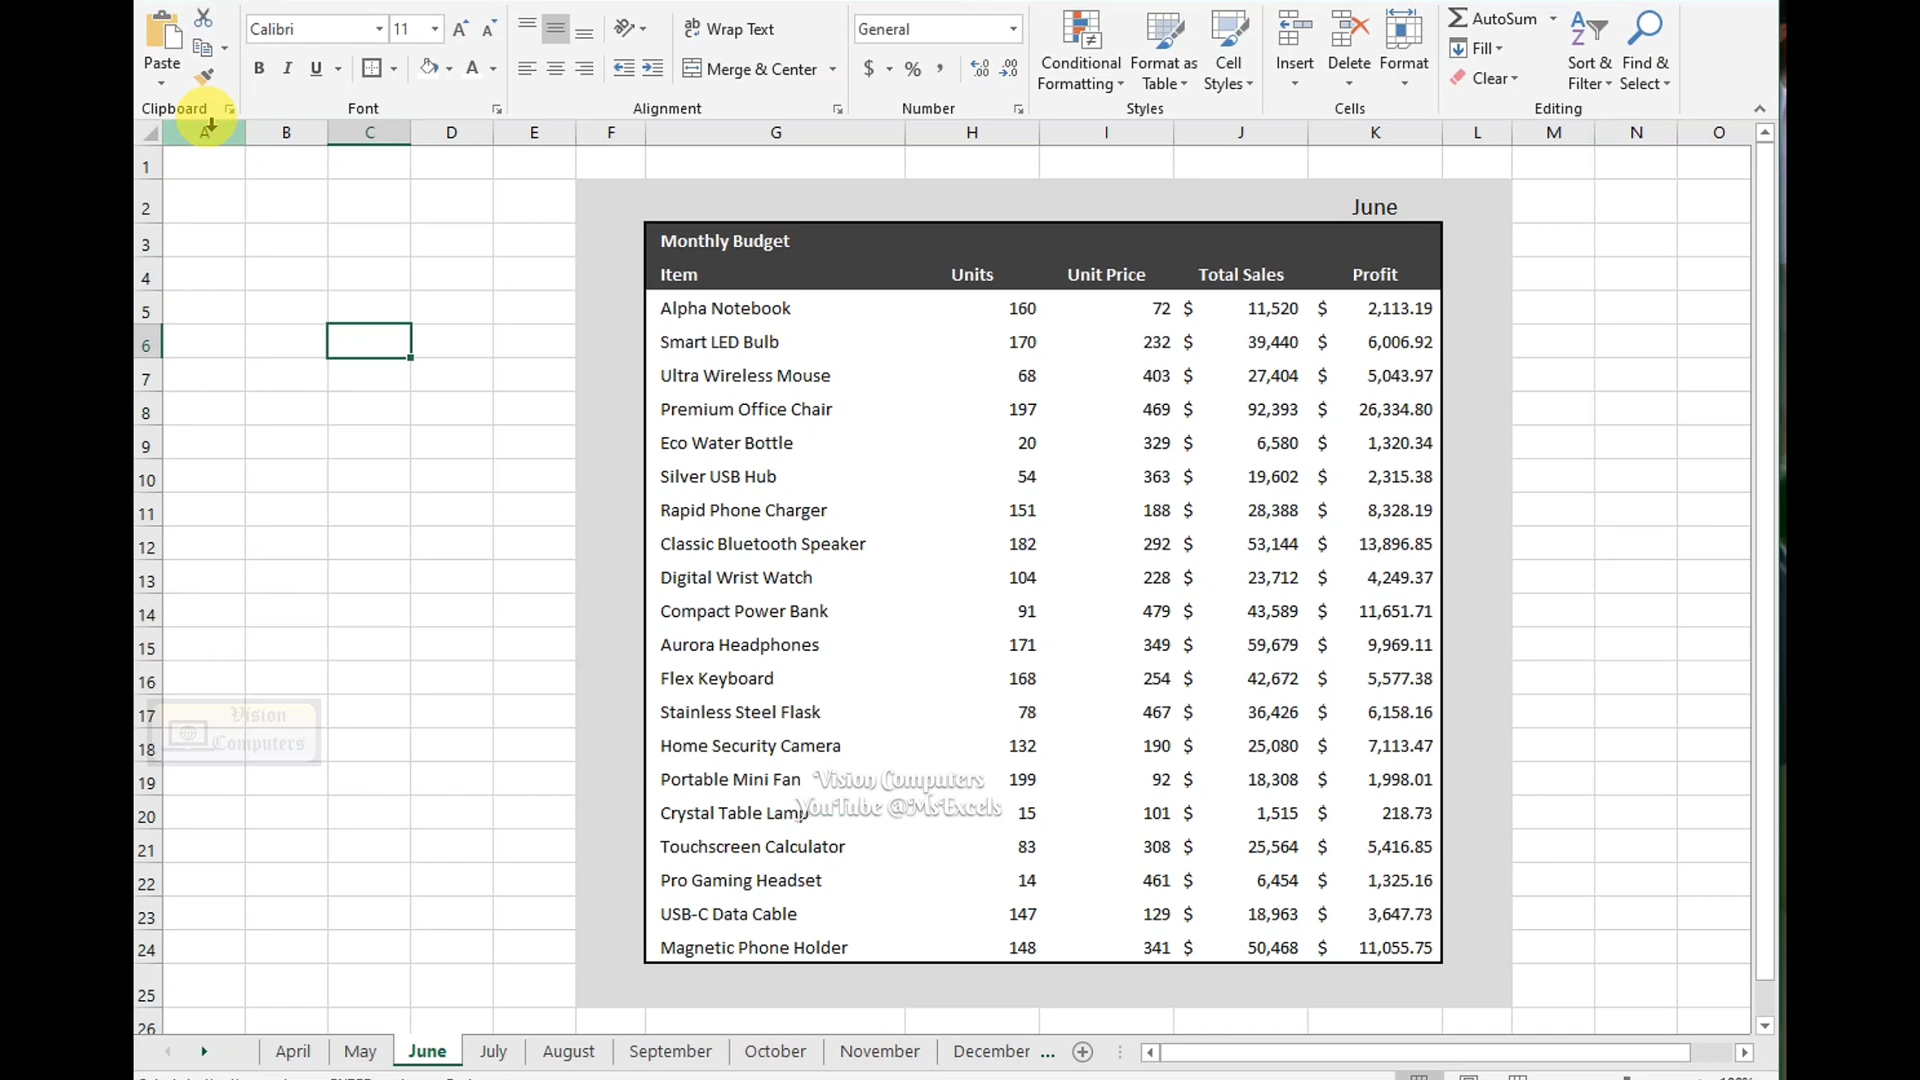 Calibri 11 Wrap Text General AutoSum
Paste Conditional Format as Cell Insert Delete Format Fill Sort & Find &
B I U A Merge & Center $ % , Formatting Table Styles Clear Filter Select
Clipboard Font Alignment Number Styles Cells Editing
A B C D E F G H I J K L M N O
1
2 June
3 Monthly Budget
4 Item Units Unit Price Total Sales Profit
5 Alpha Notebook 160 72 $ 11,520 $ 2,113.19
6 Smart LED Bulb 170 232 $ 39,440 $ 6,006.92
7 Ultra Wireless Mouse 68 403 $ 27,404 $ 5,043.97
8 Premium Office Chair 197 469 $ 92,393 $ 26,334.80
9 Eco Water Bottle 20 329 $ 6,580 $ 1,320.34
10 Silver USB Hub 54 363 $ 19,602 $ 2,315.38
11 Rapid Phone Charger 151 188 $ 28,388 $ 8,328.19
12 Classic Bluetooth Speaker 182 292 $ 53,144 $ 13,896.85
13 Digital Wrist Watch 104 228 $ 23,712 $ 4,249.37
14 Compact Power Bank 91 479 $ 43,589 $ 11,651.71
15 Aurora Headphones 171 349 $ 59,679 $ 9,969.11
16 Flex Keyboard 168 254 $ 42,672 $ 5,577.38
17 Stainless Steel Flask 78 467 $ 36,426 $ 6,158.16
Vision
Computers
18 Home Security Camera 132 190 $ 25,080 $ 7,113.47
19 Portable Mini Fan 199 92 $ 18,308 $ 1,998.01
Vision Computers
YouTube @MsExcels
20 Crystal Table Lamp 15 101 $ 1,515 $ 218.73
21 Touchscreen Calculator 83 308 $ 25,564 $ 5,416.85
22 Pro Gaming Headset 14 461 $ 6,454 $ 1,325.16
23 USB-C Data Cable 147 129 $ 18,963 $ 3,647.73
24 Magnetic Phone Holder 148 341 $ 50,468 $ 11,055.75
25
26
April May June July August September October November December ...